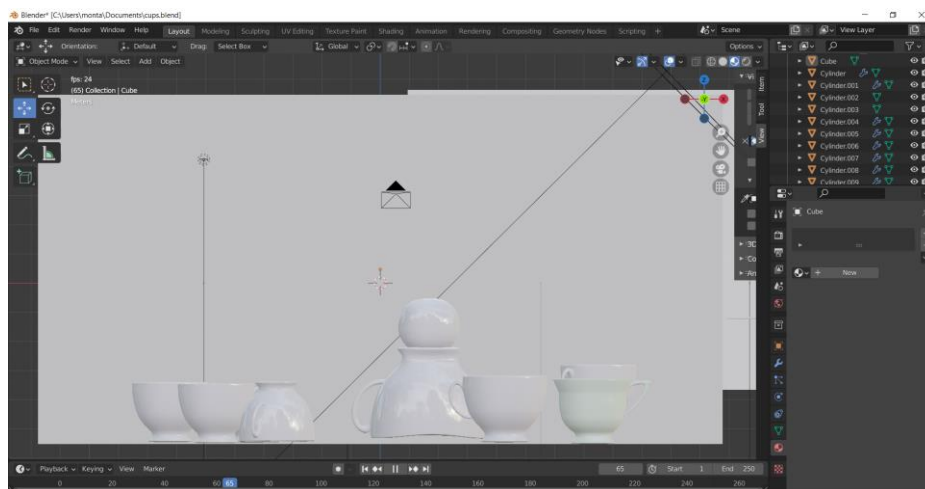 Blender* [C:\Users\monta\Documents\cups.blend]
File Edit Render Window Help Layout Modeling Sculpting UV Editing Texture Paint Shading Animation Rendering Compositing Geometry Nodes Scripting + Scene View Layer
Orientation: Default Drag: Select Box Global Options
Object Mode View Select Add Object
fps: 24
(65) Collection | Cube
Meters
Z
Y
Item
Tool
View
Cube
Cylinder
Cylinder.001
Cylinder.002
Cylinder.003
Cylinder.004
Cylinder.005
Cylinder.006
Cylinder.007
Cylinder.008
Cylinder.009
Cube
+ New
Playback Keying View Marker 65 Start 1 End 250
0 20 40 60 65 80 100 120 140 160 180 200 220 240 260